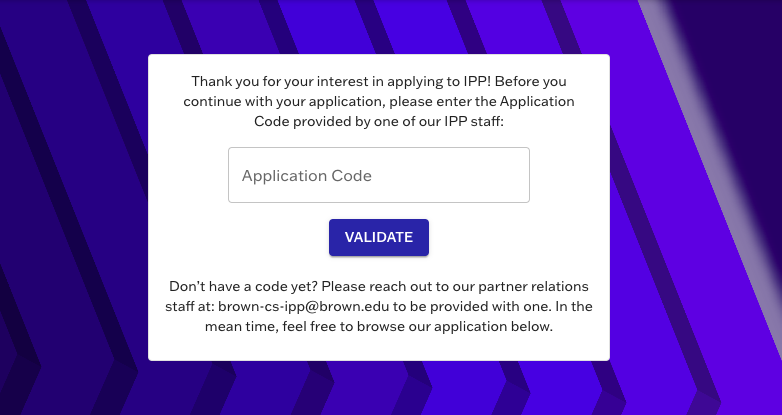 Thank you for your interest in applying to IPP! Before you
continue with your application, please enter the Application
Code provided by one of our IPP staff:
Application Code
VALIDATE
Don’t have a code yet? Please reach out to our partner relations
staff at: brown-cs-ipp@brown.edu to be provided with one. In the
mean time, feel free to browse our application below.